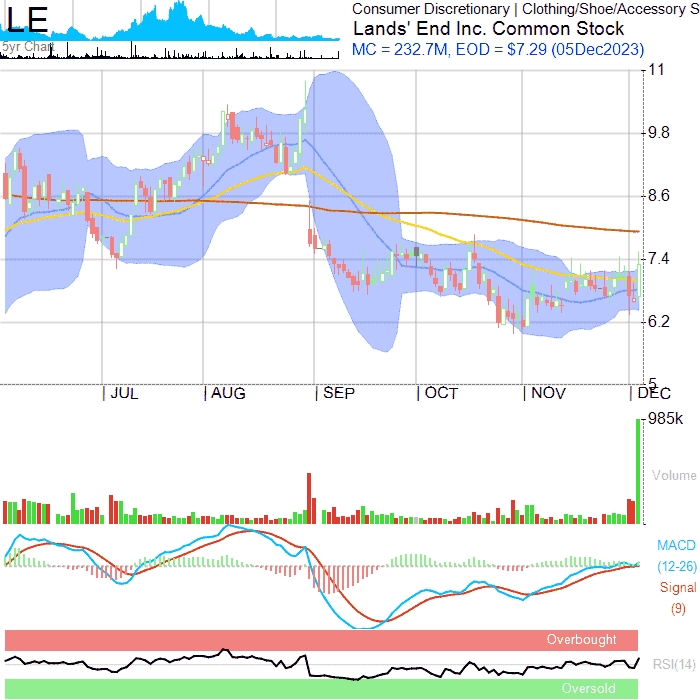 LE
Consumer Discretionary | Clothing/Shoe/Accessory S
Lands' End Inc. Common Stock
5yr Chart
MC = 232.7M, EOD = $7.29 (05Dec2023)
11
9.8
8.6
7.4
6.2
5
JUL AUG SEP OCT NOV DEC
985k
Volume
MACD
(12-26)
Signal
(9)
Overbought
RSI(14)
Oversold